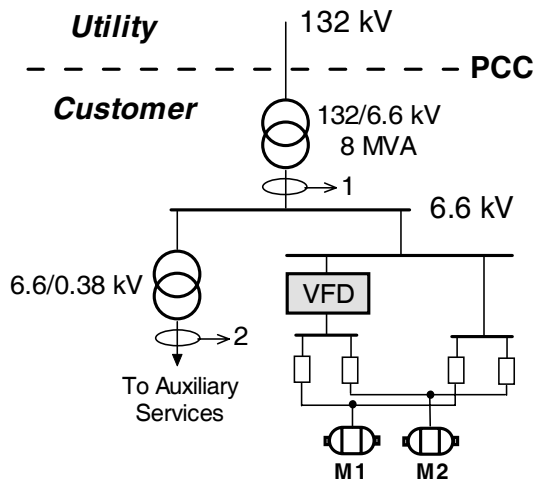 Utility
132 kV
PCC
Customer
132/6.6 kV
8 MVA
1
6.6 kV
6.6/0.38 kV
VFD
2
To Auxiliary
Services
M1
M2